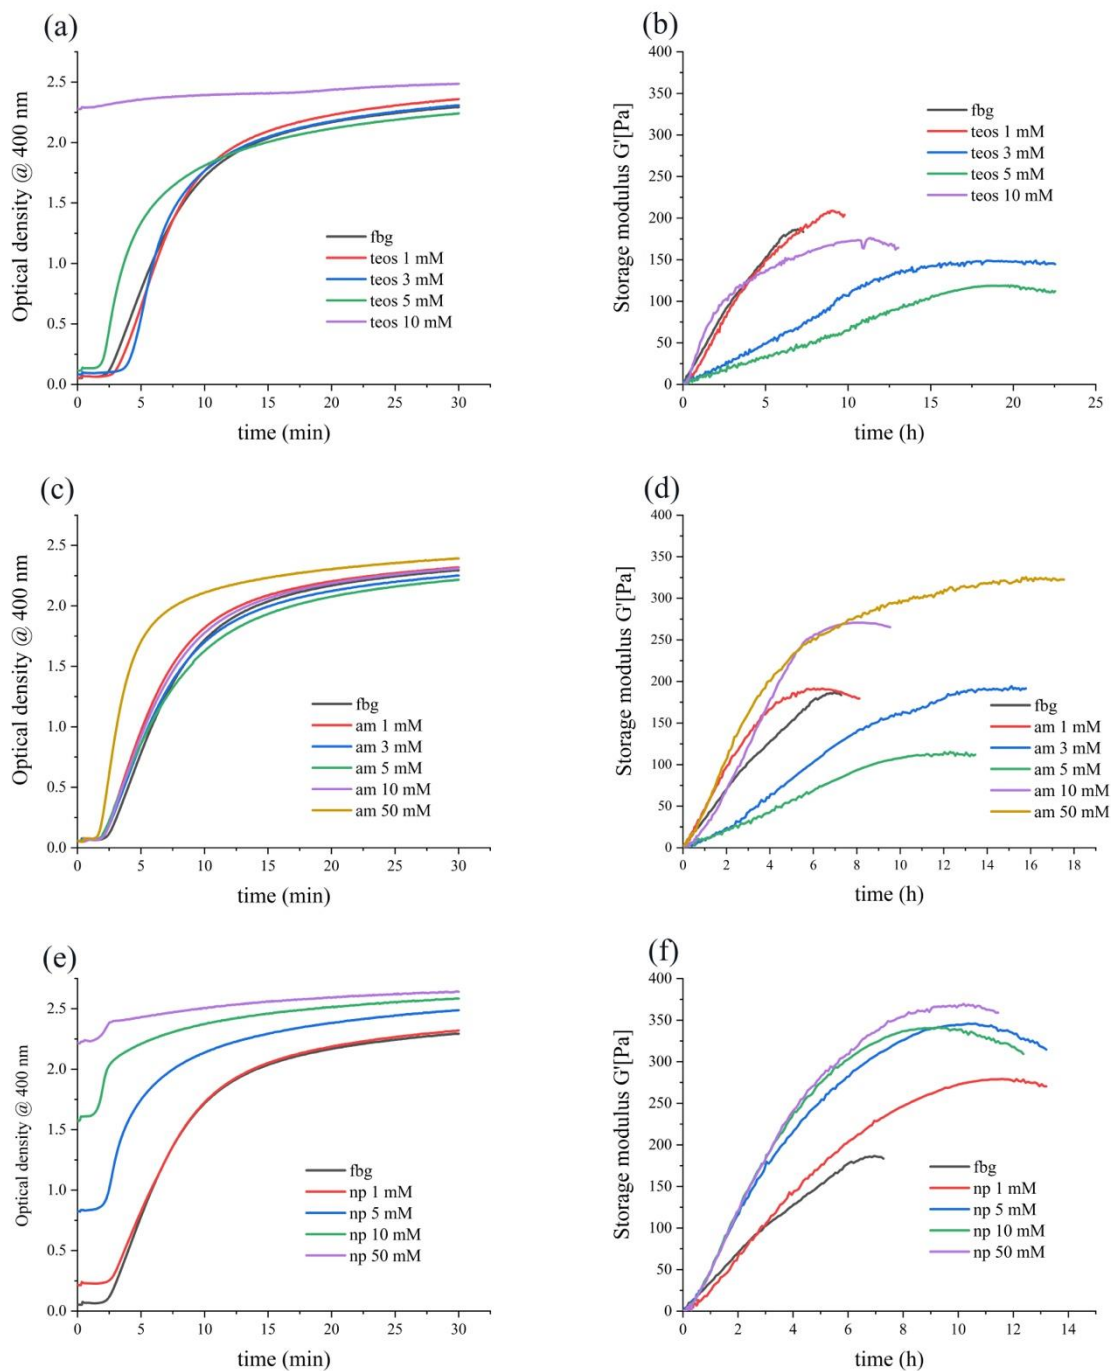 (a)
Optical density @ 400 nm
2.5
2.0
1.5
1.0
0.5
0.0
fbg
teos 1 mM
teos 3 mM
teos 5 mM
teos 10 mM
0 5 10 15 20 25 30
time (min)
(b)
Storage modulus G'[Pa]
400
350
300
250
200
150
100
50
0
fbg
teos 1 mM
teos 3 mM
teos 5 mM
teos 10 mM
0 5 10 15 20 25
time (h)
(c)
Optical density @ 400 nm
2.5
2.0
1.5
1.0
0.5
0.0
fbg
am 1 mM
am 3 mM
am 5 mM
am 10 mM
am 50 mM
0 5 10 15 20 25 30
time (min)
(d)
Storage modulus G'[Pa]
400
350
300
250
200
150
100
50
0
fbg
am 1 mM
am 3 mM
am 5 mM
am 10 mM
am 50 mM
0 2 4 6 8 10 12 14 16 18
time (h)
(e)
Optical density @ 400 nm
2.5
2.0
1.5
1.0
0.5
0.0
fbg
np 1 mM
np 5 mM
np 10 mM
np 50 mM
0 5 10 15 20 25 30
time (min)
(f)
Storage modulus G'[Pa]
400
350
300
250
200
150
100
50
0
fbg
np 1 mM
np 5 mM
np 10 mM
np 50 mM
0 2 4 6 8 10 12 14
time (h)